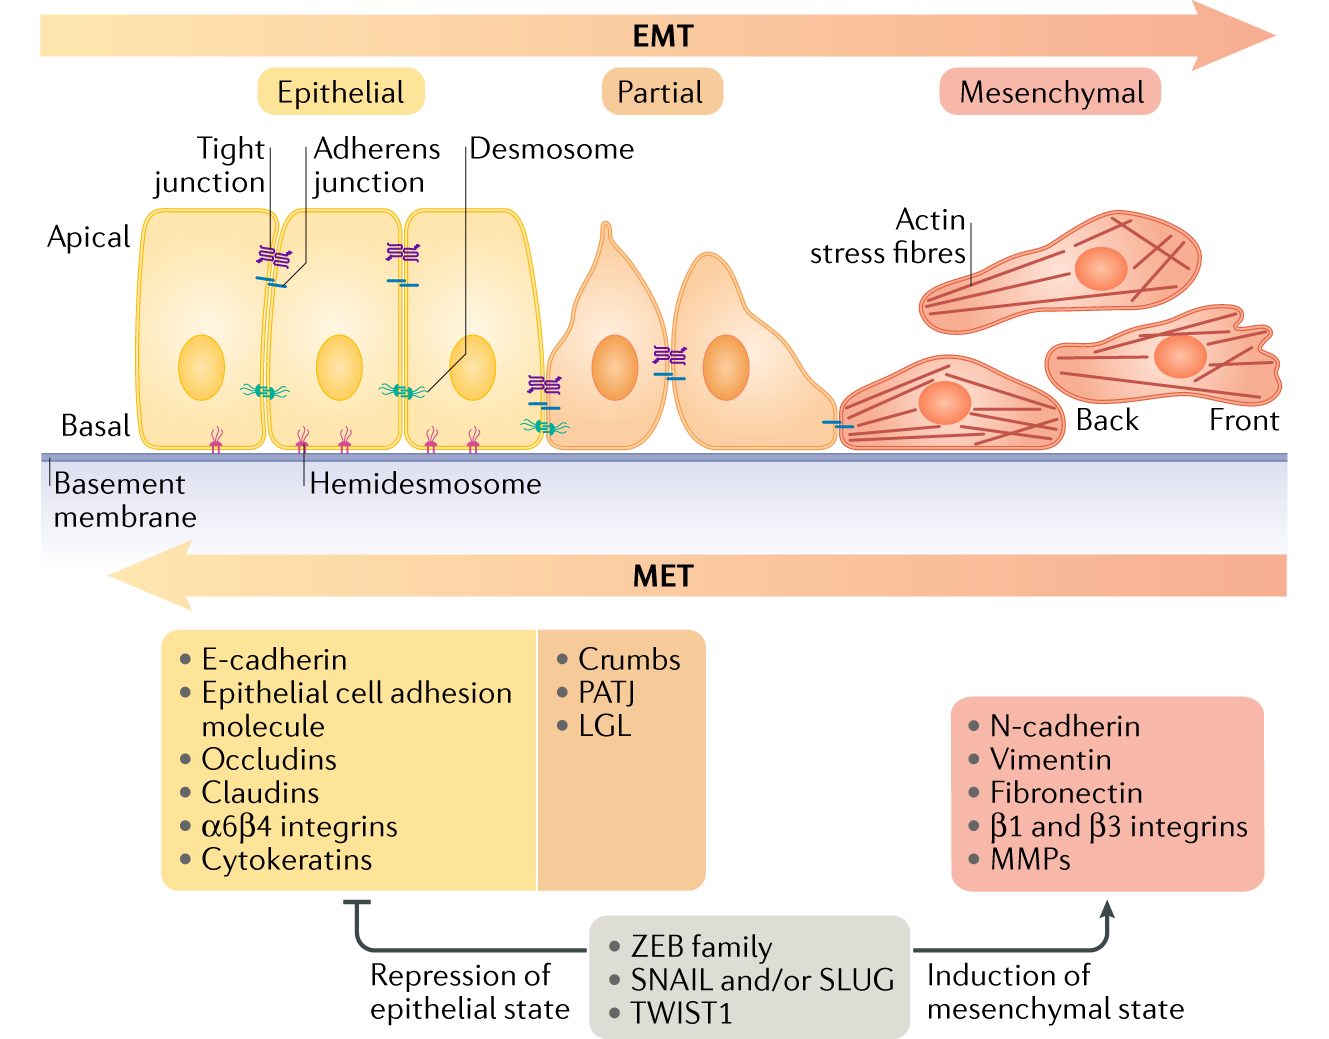 EMT
Epithelial
Partial
Mesenchymal
Tight
junction
Adherens
junction
Desmosome
Apical
Actin
stress fibres
Basal
Back
Front
Basement
membrane
Hemidesmosome
MET
• E-cadherin
• Epithelial cell adhesion
molecule
• Occludins
• Claudins
• α6β4 integrins
• Cytokeratins
• Crumbs
• PATJ
• LGL
• N-cadherin
• Vimentin
• Fibronectin
• β1 and β3 integrins
• MMPs
Repression of
epithelial state
• ZEB family
• SNAIL and/or SLUG
• TWIST1
Induction of
mesenchymal state